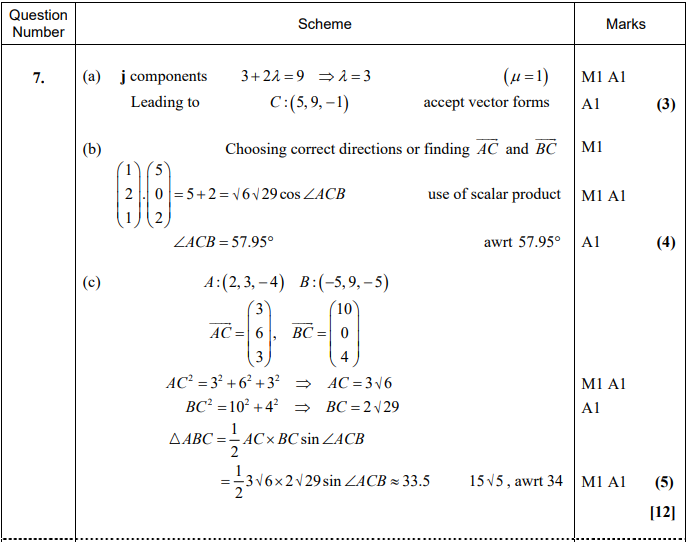 Question Number Scheme Marks
7. (a) j components 3 + 2λ = 9 ⇒ λ = 3 (μ = 1) M1 A1
Leading to C : (5, 9, −1) accept vector forms A1 (3)
(b) Choosing correct directions or finding AC⃗ and BC⃗ M1
(1 2 1) . (5 0 2) = 5 + 2 = √6√29 cos ∠ACB use of scalar product M1 A1
∠ACB = 57.95° awrt 57.95° A1 (4)
(c) A : (2, 3, −4) B : (−5, 9, −5)
AC⃗ = (3 6 3), BC⃗ = (10 0 4)
AC² = 3² + 6² + 3² ⇒ AC = 3√6 M1 A1
BC² = 10² + 4² ⇒ BC = 2√29 A1
△ABC = 1/2 AC × BC sin ∠ACB
= 1/2 3√6 × 2√29 sin ∠ACB ≈ 33.5 15√5, awrt 34 M1 A1 (5)
[12]